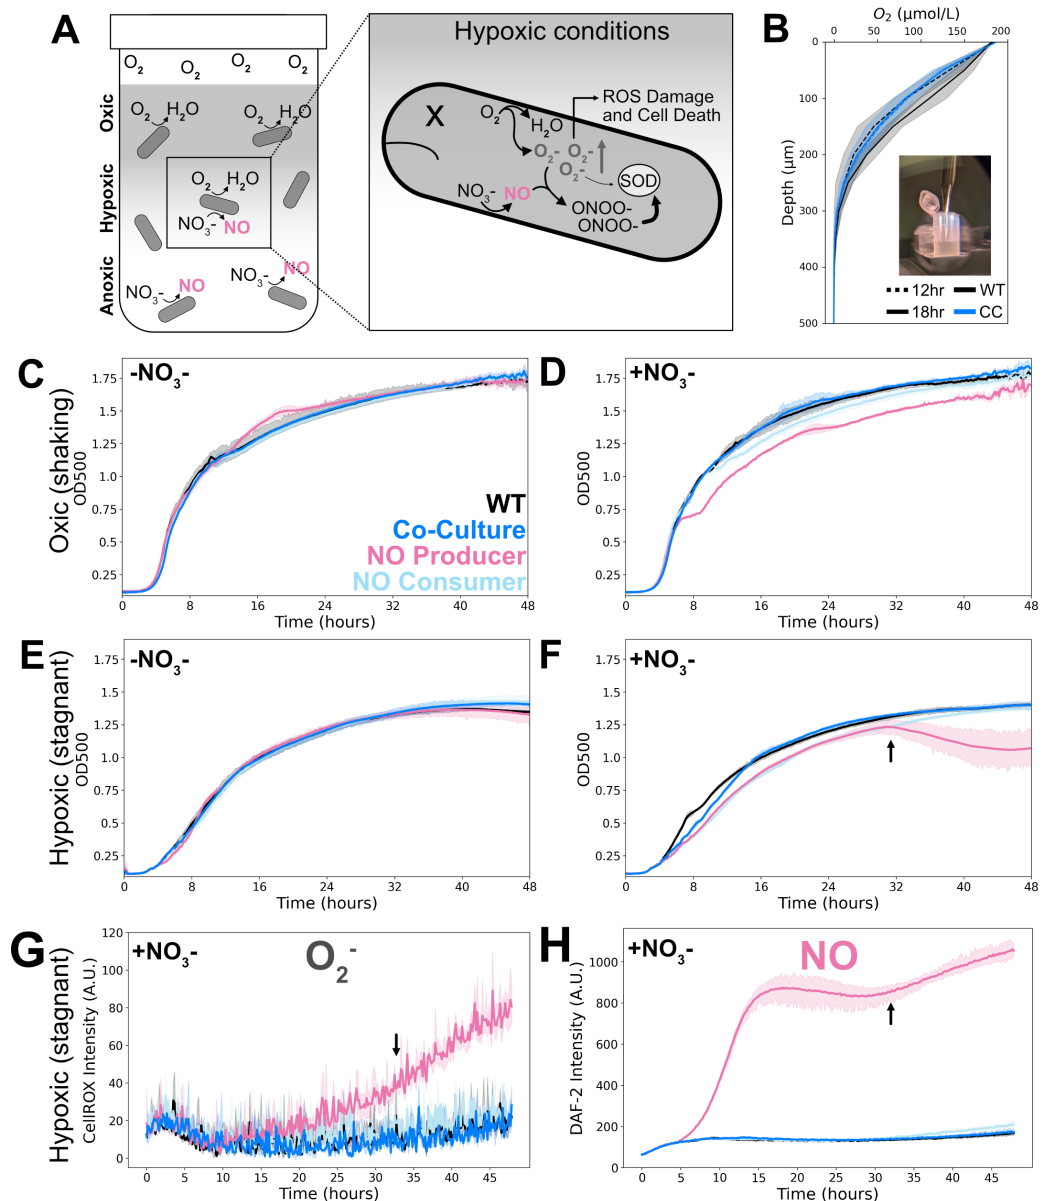 A
O2
O2
O2
O2
Oxic
Hypoxic
Anoxic
O2
H2O
O2
H2O
O2
H2O
NO3-
NO
NO3-
NO
NO3-
NO
Hypoxic conditions
X
O2
H2O
O2-
O2-
O2-
ROS Damage
and Cell Death
SOD
NO3-
NO
ONOO-
ONOO-
B
O2 (μmol/L)
0
50
100
150
200
0
100
200
300
400
500
Depth (μm)
12hr
WT
18hr
CC
Oxic (shaking)
C
-NO3-
OD500
1.75
1.5
1.25
1.0
0.75
0.5
0.25
0
8
16
24
32
40
48
Time (hours)
WT
Co-Culture
NO Producer
NO Consumer
D
+NO3-
OD500
1.75
1.5
1.25
1.0
0.75
0.5
0.25
0
8
16
24
32
40
48
Time (hours)
Hypoxic (stagnant)
E
-NO3-
OD500
1.75
1.5
1.25
1.0
0.75
0.5
0.25
0
8
16
24
32
40
48
Time (hours)
F
+NO3-
OD500
1.75
1.5
1.25
1.0
0.75
0.5
0.25
0
8
16
24
32
40
48
Time (hours)
Hypoxic (stagnant)
G
+NO3-
O2-
CellROX Intensity (A.U.)
120
100
80
60
40
20
0
0
5
10
15
20
25
30
35
40
45
Time (hours)
H
+NO3-
NO
DAF-2 Intensity (A.U.)
1000
800
600
400
200
0
0
5
10
15
20
25
30
35
40
45
Time (hours)